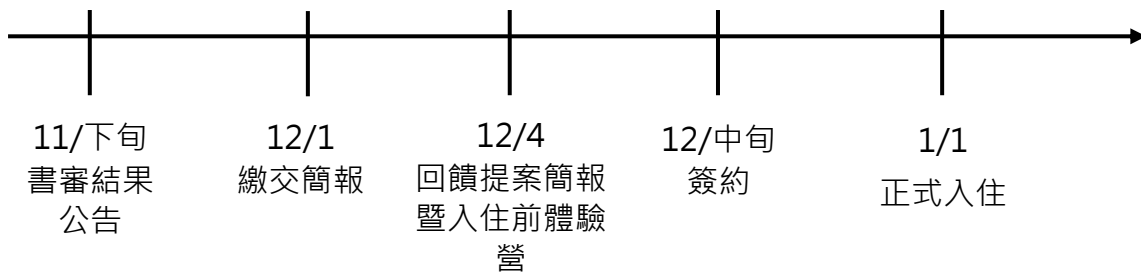 11/下旬
書審結果
公告
12/1
繳交簡報
12/4
回饋提案簡報
暨入住前體驗
營
12/中旬
簽約
1/1
正式入住